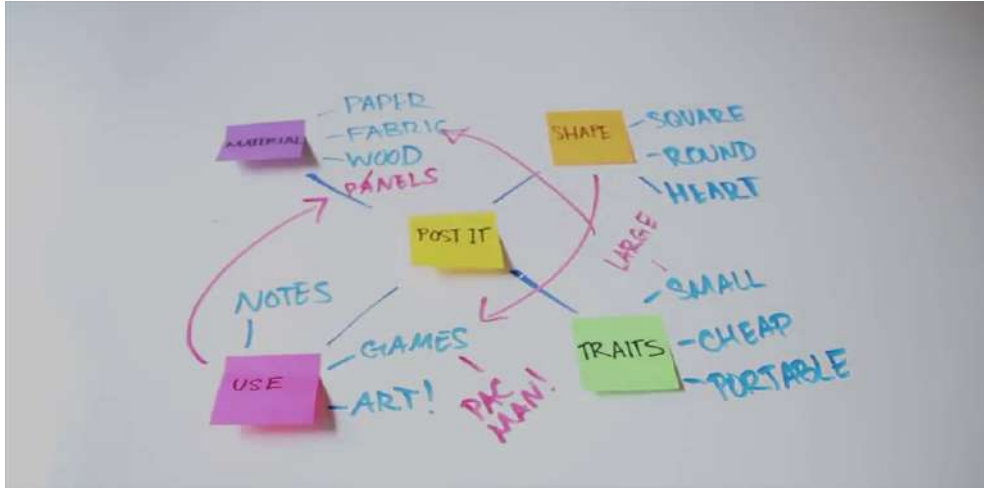 MATERIAL
PAPER
FABRIC
WOOD
PANELS
SHAPE
SQUARE
ROUND
HEART
POST IT
LARGE
SMALL
TRAITS
CHEAP
PORTABLE
NOTES
USE
GAMES
ART!
PAC
MAN!